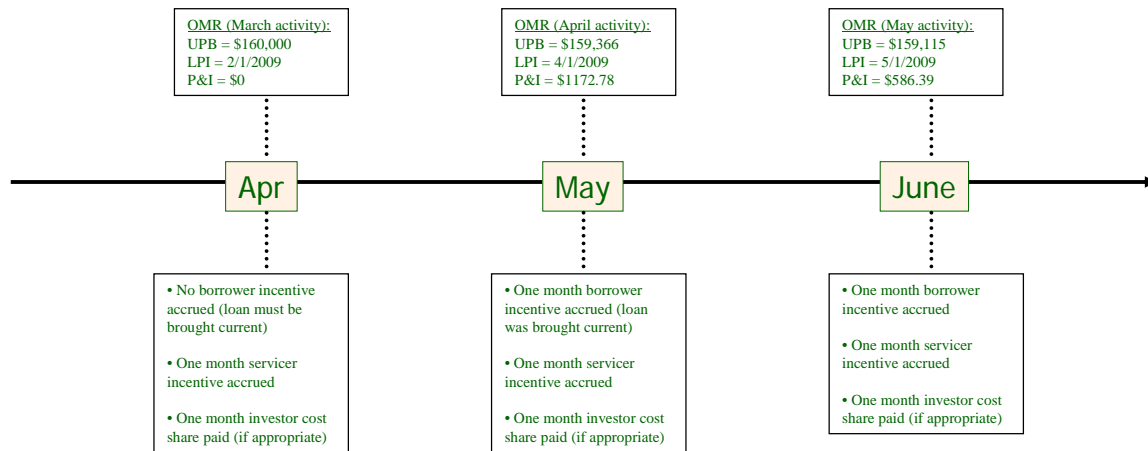 OMR (March activity):
UPB = $160,000
LPI = 2/1/2009
P&I = $0
OMR (April activity):
UPB = $159,366
LPI = 4/1/2009
P&I = $1172.78
OMR (May activity):
UPB = $159,115
LPI = 5/1/2009
P&I = $586.39
Apr
May
June
• No borrower incentive
accrued (loan must be
brought current)
• One month servicer
incentive accrued
• One month investor cost
share paid (if appropriate)
• One month borrower
incentive accrued (loan
was brought current)
• One month servicer
incentive accrued
• One month investor cost
share paid (if appropriate)
• One month borrower
incentive accrued
• One month servicer
incentive accrued
• One month investor cost
share paid (if appropriate)